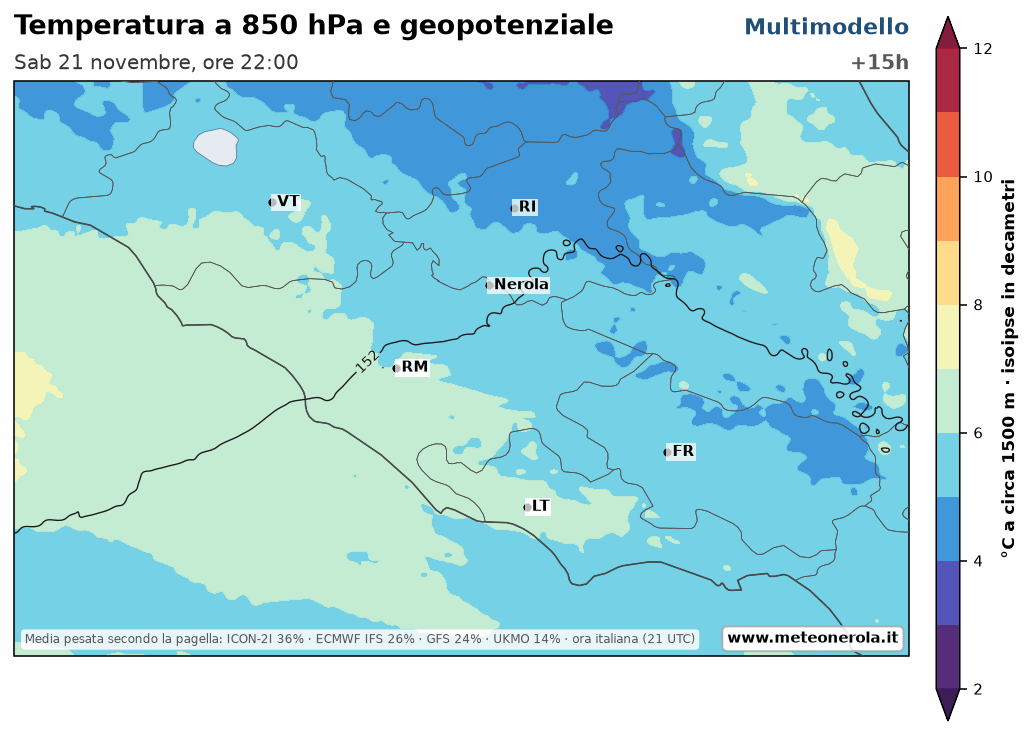 Temperatura a 850 hPa e geopotenziale
Multimodello
Sab 21 novembre, ore 22:00
+15h
VT
RI
Nerola
152
RM
FR
LT
Media pesata secondo la pagella: ICON-2I 36% · ECMWF IFS 26% · GFS 24% · UKMO 14% · ora italiana (21 UTC)
www.meteonerola.it
12
10
8
6
4
2
°C a circa 1500 m · isoipse in decametri